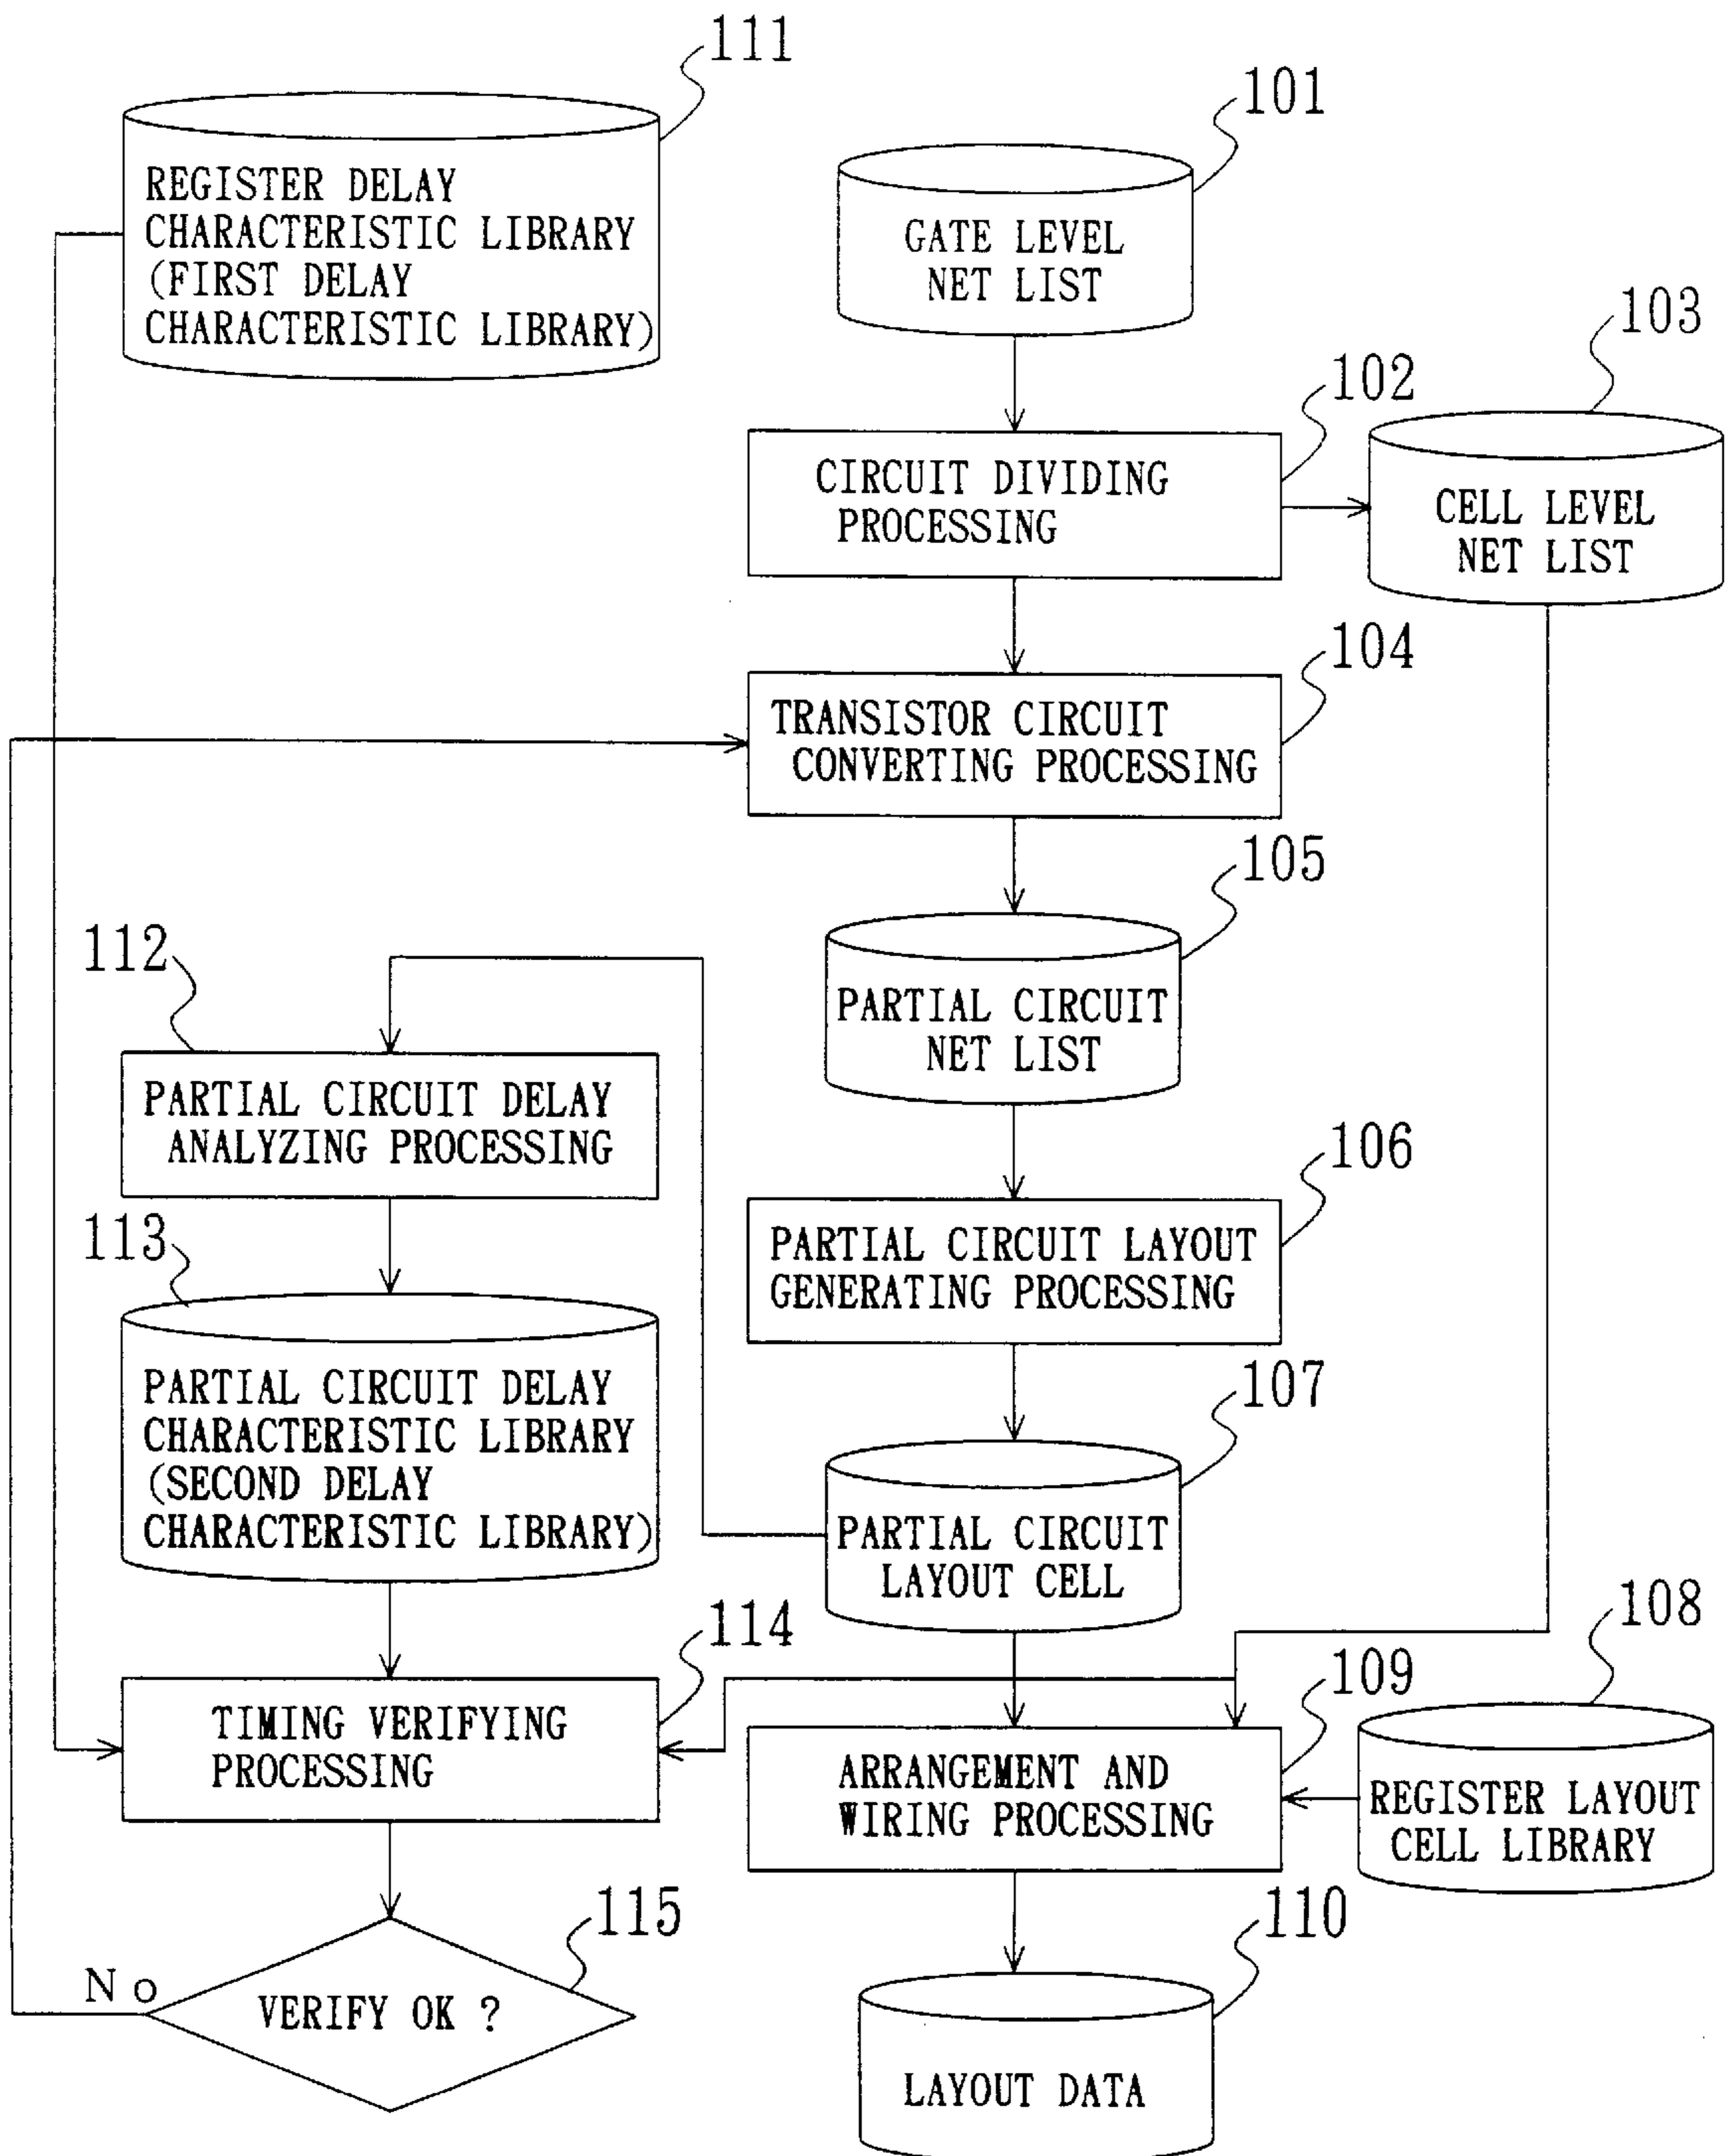 111
REGISTER DELAY
CHARACTERISTIC LIBRARY
(FIRST DELAY
CHARACTERISTIC LIBRARY)
101
GATE LEVEL
NET LIST
102
CIRCUIT DIVIDING
PROCESSING
103
CELL LEVEL
NET LIST
104
TRANSISTOR CIRCUIT
CONVERTING PROCESSING
105
PARTIAL CIRCUIT
NET LIST
112
PARTIAL CIRCUIT DELAY
ANALYZING PROCESSING
106
PARTIAL CIRCUIT LAYOUT
GENERATING PROCESSING
113
PARTIAL CIRCUIT DELAY
CHARACTERISTIC LIBRARY
(SECOND DELAY
CHARACTERISTIC LIBRARY)
107
PARTIAL CIRCUIT
LAYOUT CELL
114
TIMING VERIFYING
PROCESSING
109
ARRANGEMENT AND
WIRING PROCESSING
108
REGISTER LAYOUT
CELL LIBRARY
115
VERIFY OK ?
No
110
LAYOUT DATA